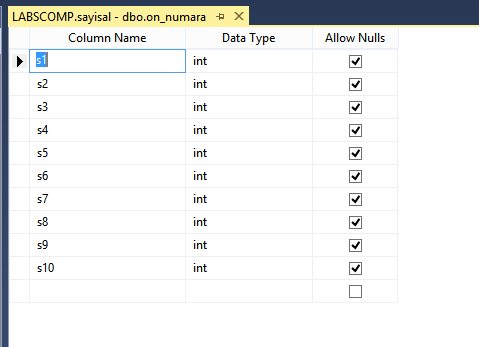 LABSCOMP.sayisal - dbo.on_numara
Column Name Data Type Allow Nulls
s1 int
s2 int
s3 int
s4 int
s5 int
s6 int
s7 int
s8 int
s9 int
s10 int